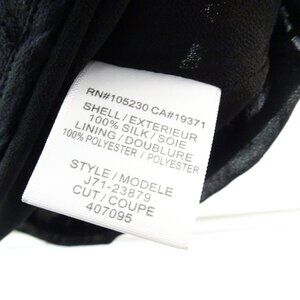 RN#105230 CA#19371
SHELL/EXTERIEUR
100% SILK/SOIE
LINING/DOUBLURE
100% POLYESTER/POLYESTER
STYLE/MODELE
J71-23879
CUT/COUPE
407095